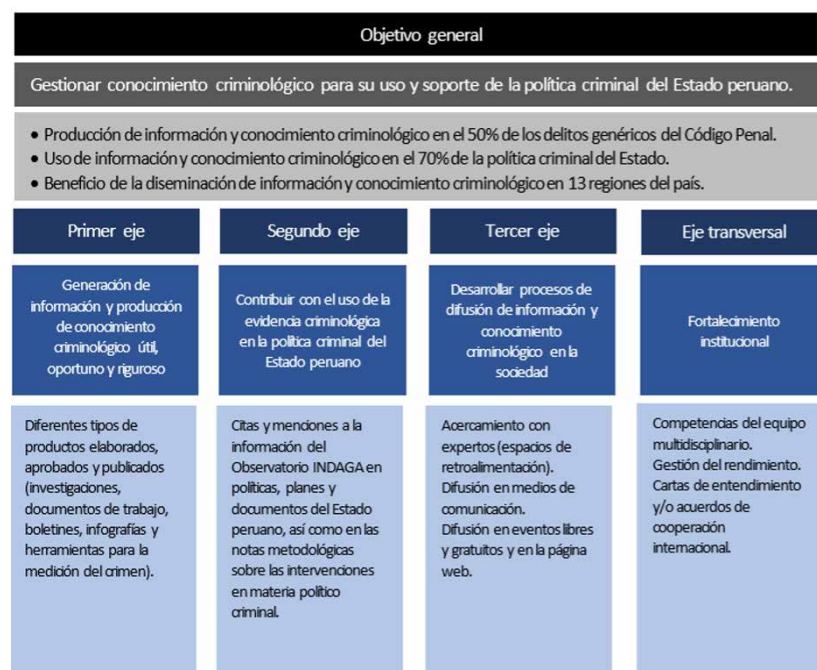 Objetivo general
Gestionar conocimiento criminológico para su uso y soporte de la política criminal del Estado peruano.
• Producción de información y conocimiento criminológico en el 50% de los delitos genéricos del Código Penal.
• Uso de información y conocimiento criminológico en el 70% de la política criminal del Estado.
• Beneficio de la diseminación de información y conocimiento criminológico en 13 regiones del país.
Primer eje
Generación de
información y producción
de conocimiento
criminológico útil,
oportuno y riguroso
Diferentes tipos de
productos elaborados,
aprobados y publicados
(investigaciones,
documentos de trabajo,
boletines, infografías y
herramientas para la
medición del crimen).
Segundo eje
Contribuir con el uso de la
evidencia criminológica
en la política criminal del
Estado peruano
Citas y menciones a la
información del
Observatorio INDAGA en
políticas, planes y
documentos del Estado
peruano, así como en las
notas metodológicas
sobre las intervenciones
en materia político
criminal.
Tercer eje
Desarrollar procesos de
difusión de información y
conocimiento
criminológico en la
sociedad
Acercamiento con
expertos (espacios de
retroalimentación).
Difusión en medios de
comunicación.
Difusión en eventos libres
y gratuitos y en la página
web.
Eje transversal
Fortalecimiento
institucional
Competencias del equipo
multidisciplinario.
Gestión del rendimiento.
Cartas de entendimiento
y/o acuerdos de
cooperación
internacional.